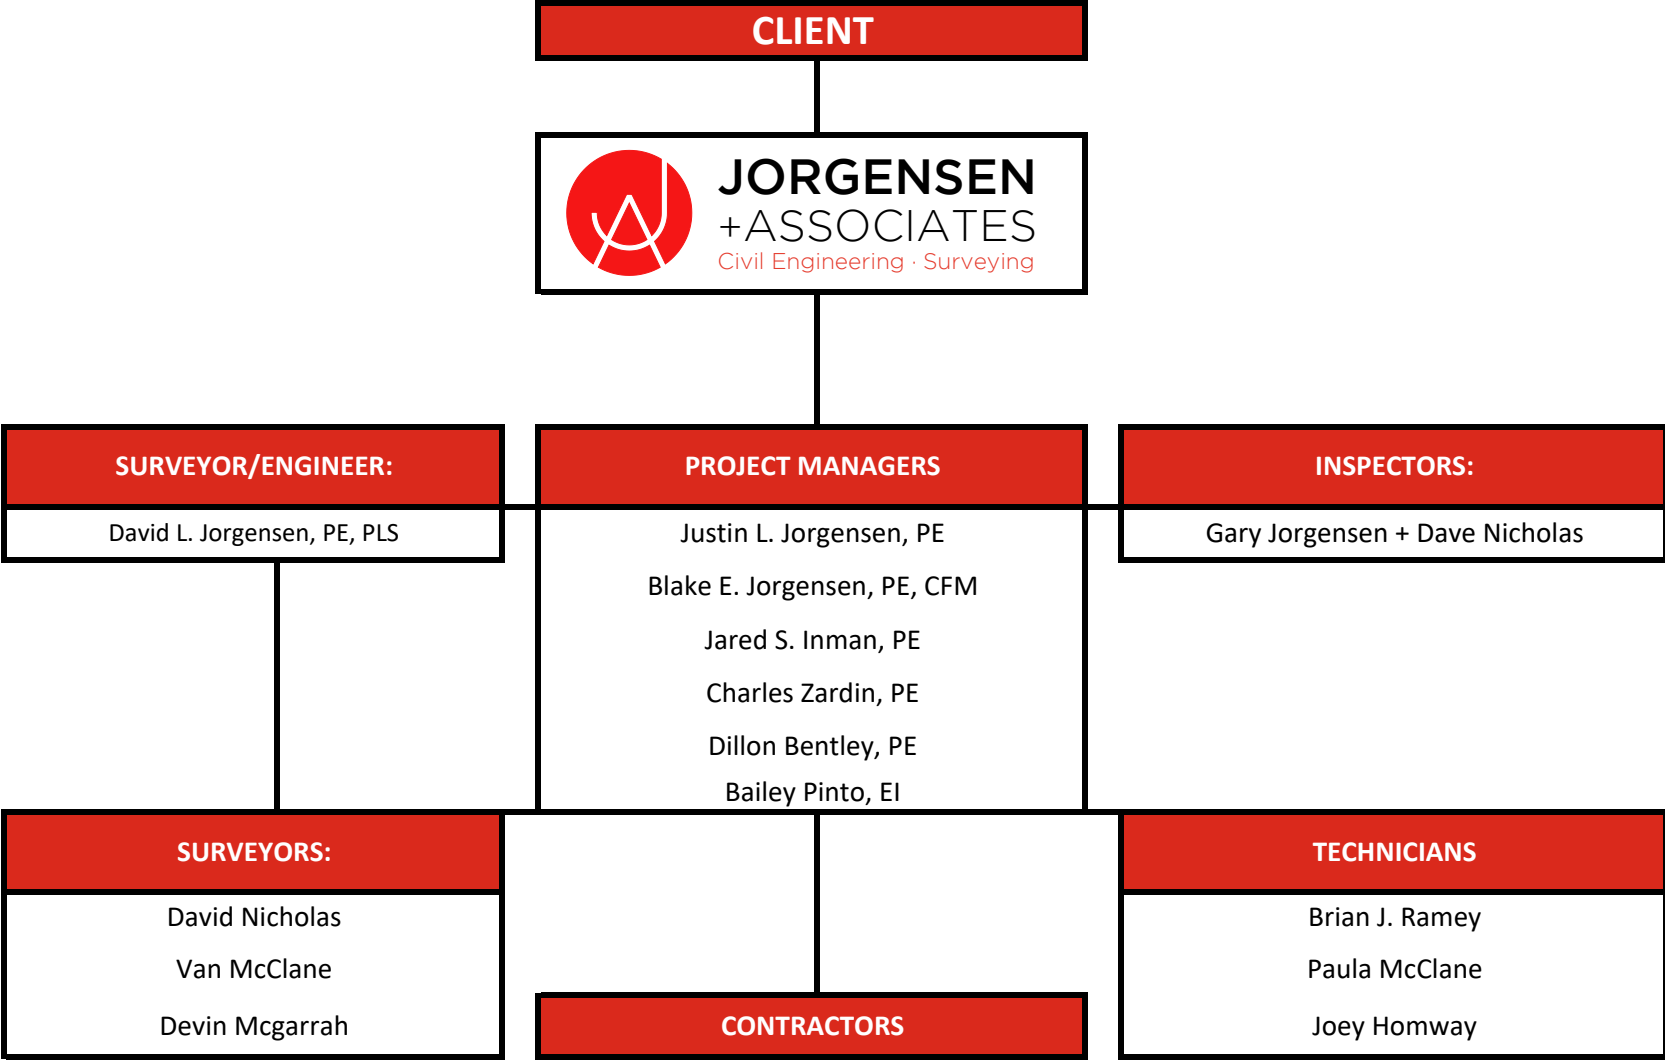 CLIENT
JORGENSEN
+ASSOCIATES
Civil Engineering · Surveying
SURVEYOR/ENGINEER:
David L. Jorgensen, PE, PLS
PROJECT MANAGERS
Justin L. Jorgensen, PE
Blake E. Jorgensen, PE, CFM
Jared S. Inman, PE
Charles Zardin, PE
Dillon Bentley, PE
Bailey Pinto, EI
INSPECTORS:
Gary Jorgensen + Dave Nicholas
SURVEYORS:
David Nicholas
Van McClane
Devin Mcgarrah
CONTRACTORS
TECHNICIANS
Brian J. Ramey
Paula McClane
Joey Homway